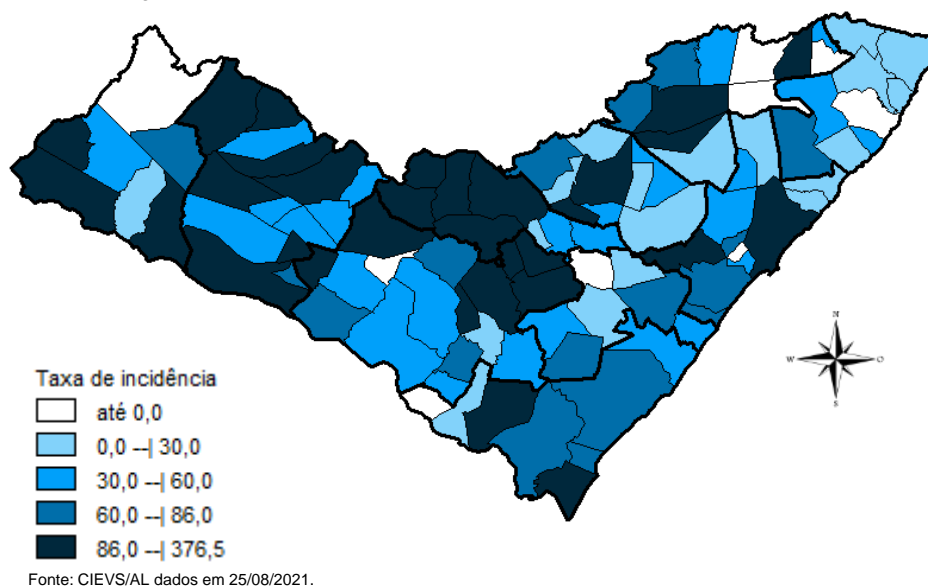 N
W
O
S
Taxa de incidência
até 0,0
0,0 --| 30,0
30,0 --| 60,0
60,0 --| 86,0
86,0 --| 376,5
Fonte: CIEVS/AL dados em 25/08/2021.